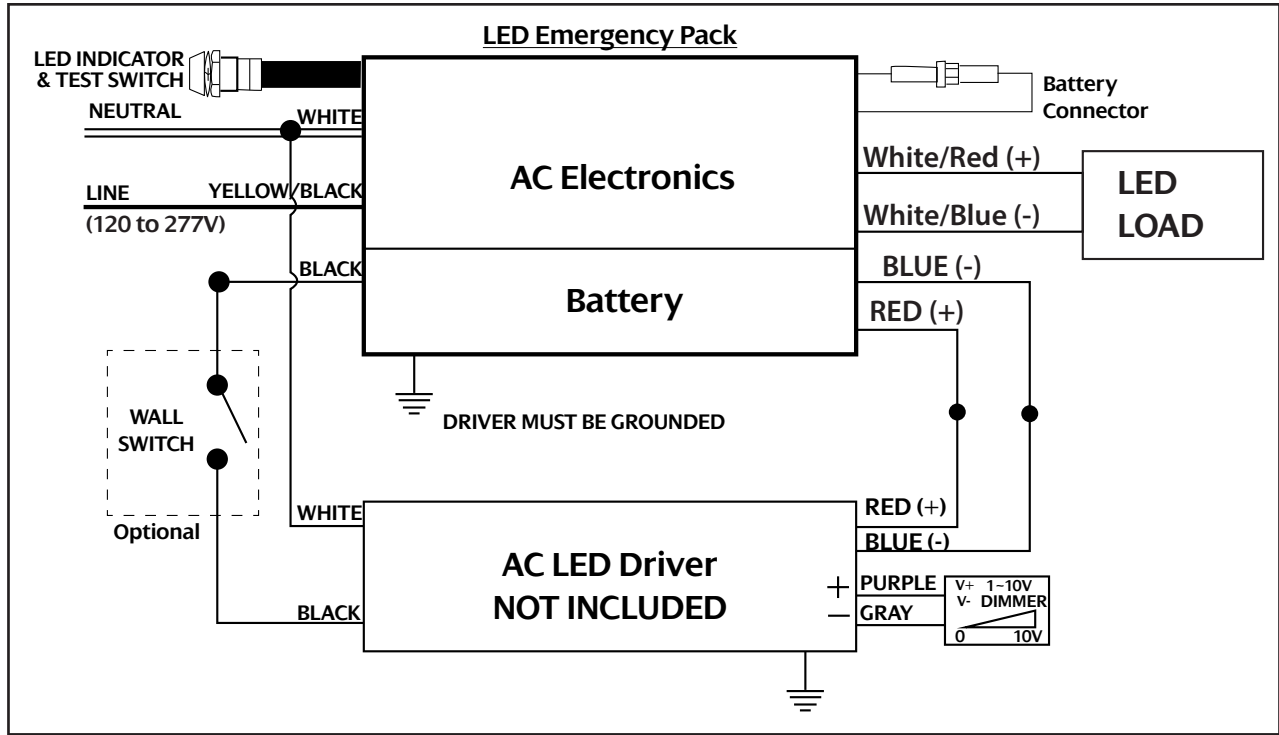 LED Emergency Pack
LED INDICATOR
& TEST SWITCH
NEUTRAL
WHITE
LINE
YELLOW/BLACK
(120 to 277V)
BLACK
AC Electronics
Battery
Battery
Connector
White/Red (+)
White/Blue (-)
LED
LOAD
BLUE (-)
RED (+)
WALL
SWITCH
Optional
DRIVER MUST BE GROUNDED
WHITE
BLACK
AC LED Driver
NOT INCLUDED
RED (+)
BLUE (-)
+ PURPLE
− GRAY
V+ 1~10V
V- DIMMER
0 10V